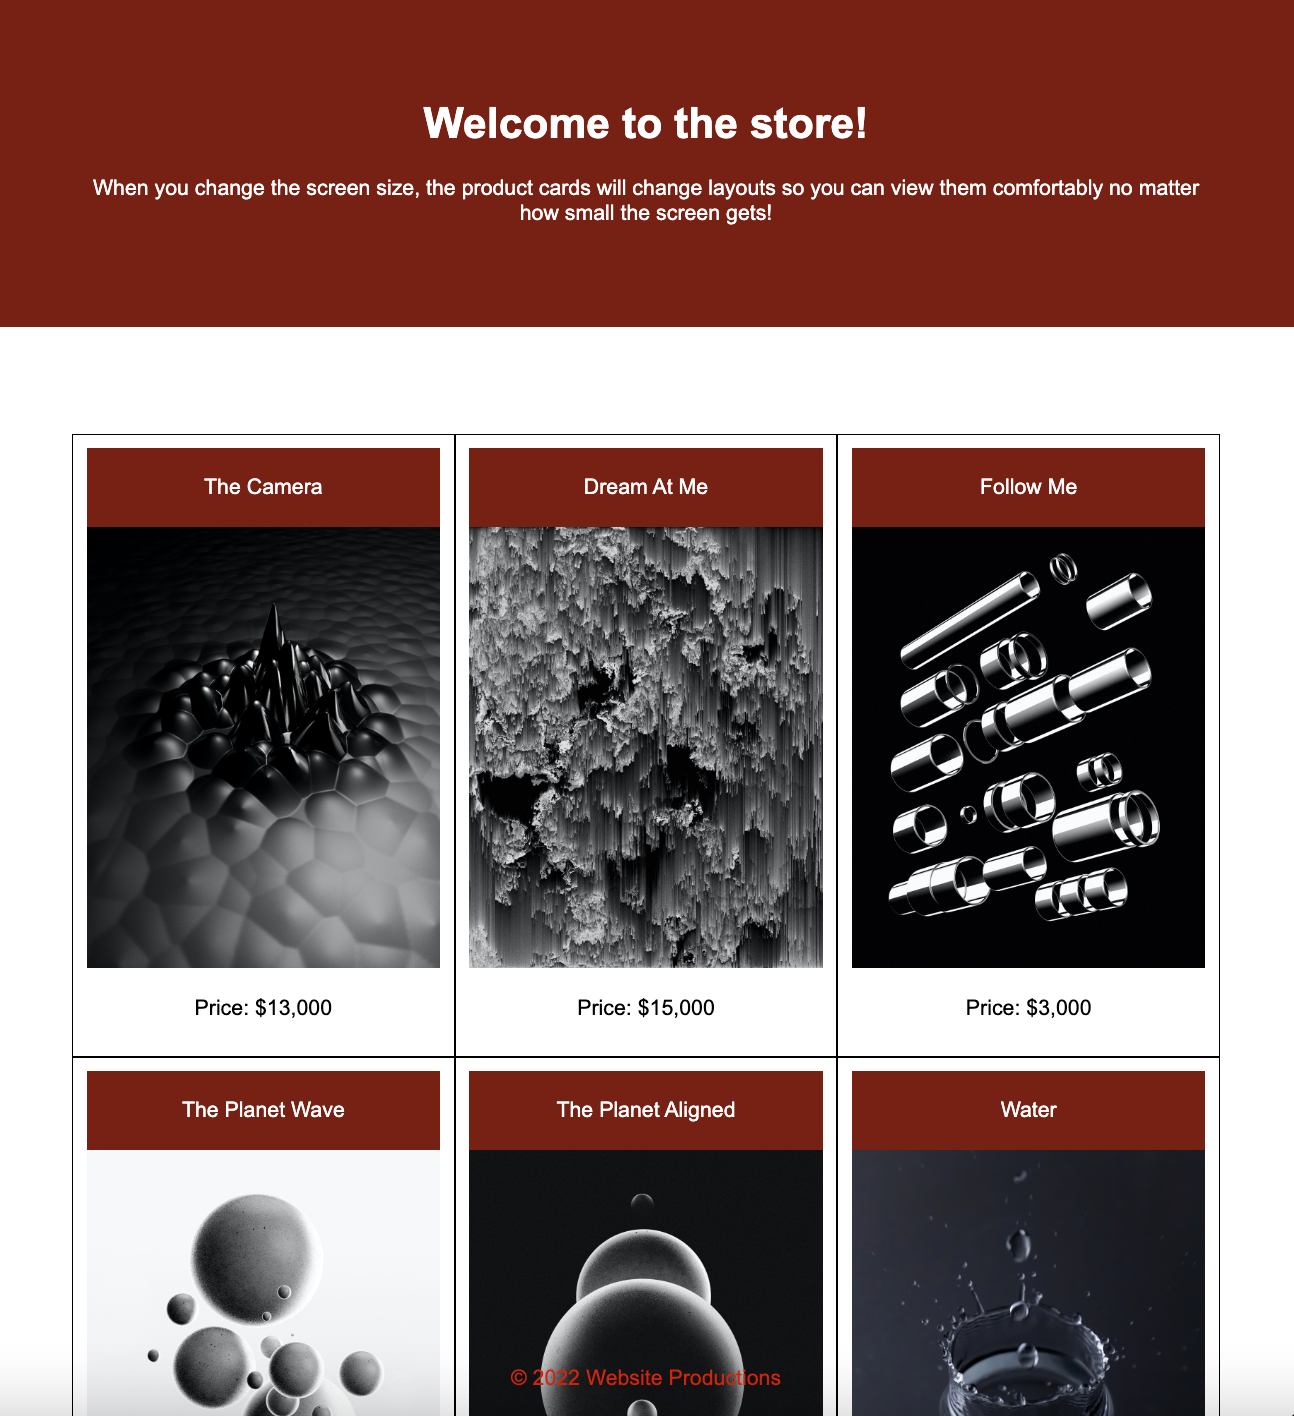 Welcome to the store!
When you change the screen size, the product cards will change layouts so you can view them comfortably no matter
how small the screen gets!
The Camera
Dream At Me
Follow Me
Price: $13,000
Price: $15,000
Price: $3,000
The Planet Wave
The Planet Aligned
Water
© 2022 Website Productions